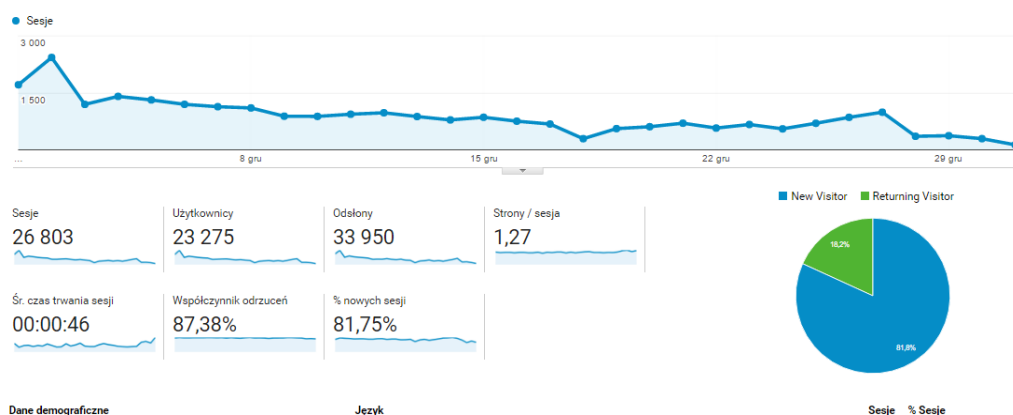 Sesje
3 000
1 500
...
8 gru
15 gru
22 gru
29 gru
New Visitor
Returning Visitor
Sesje
26 803
Użytkownicy
23 275
Odsłony
33 950
Strony / sesja
1,27
18,2%
81,8%
Śr. czas trwania sesji
00:00:46
Współczynnik odrzuceń
87,38%
% nowych sesji
81,75%
Dane demograficzne
Język
Sesje
% Sesje